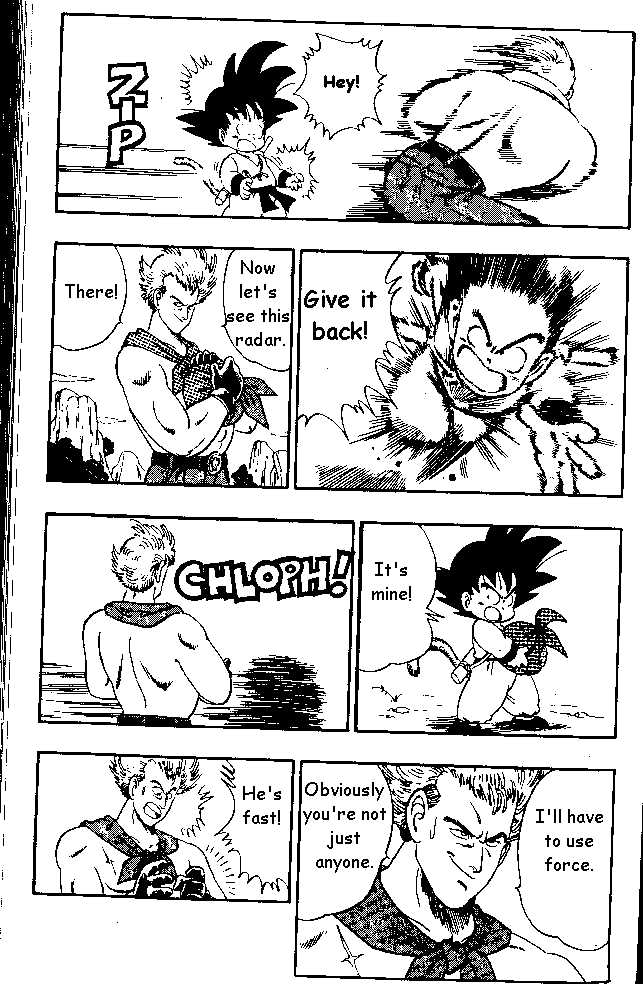 ZIP
Hey!
There!
Now
let's
see this
radar.
Give it
back!
CHLOPH!
It's
mine!
He's
fast!
Obviously
you're not
just
anyone.
I'll have
to use
force.